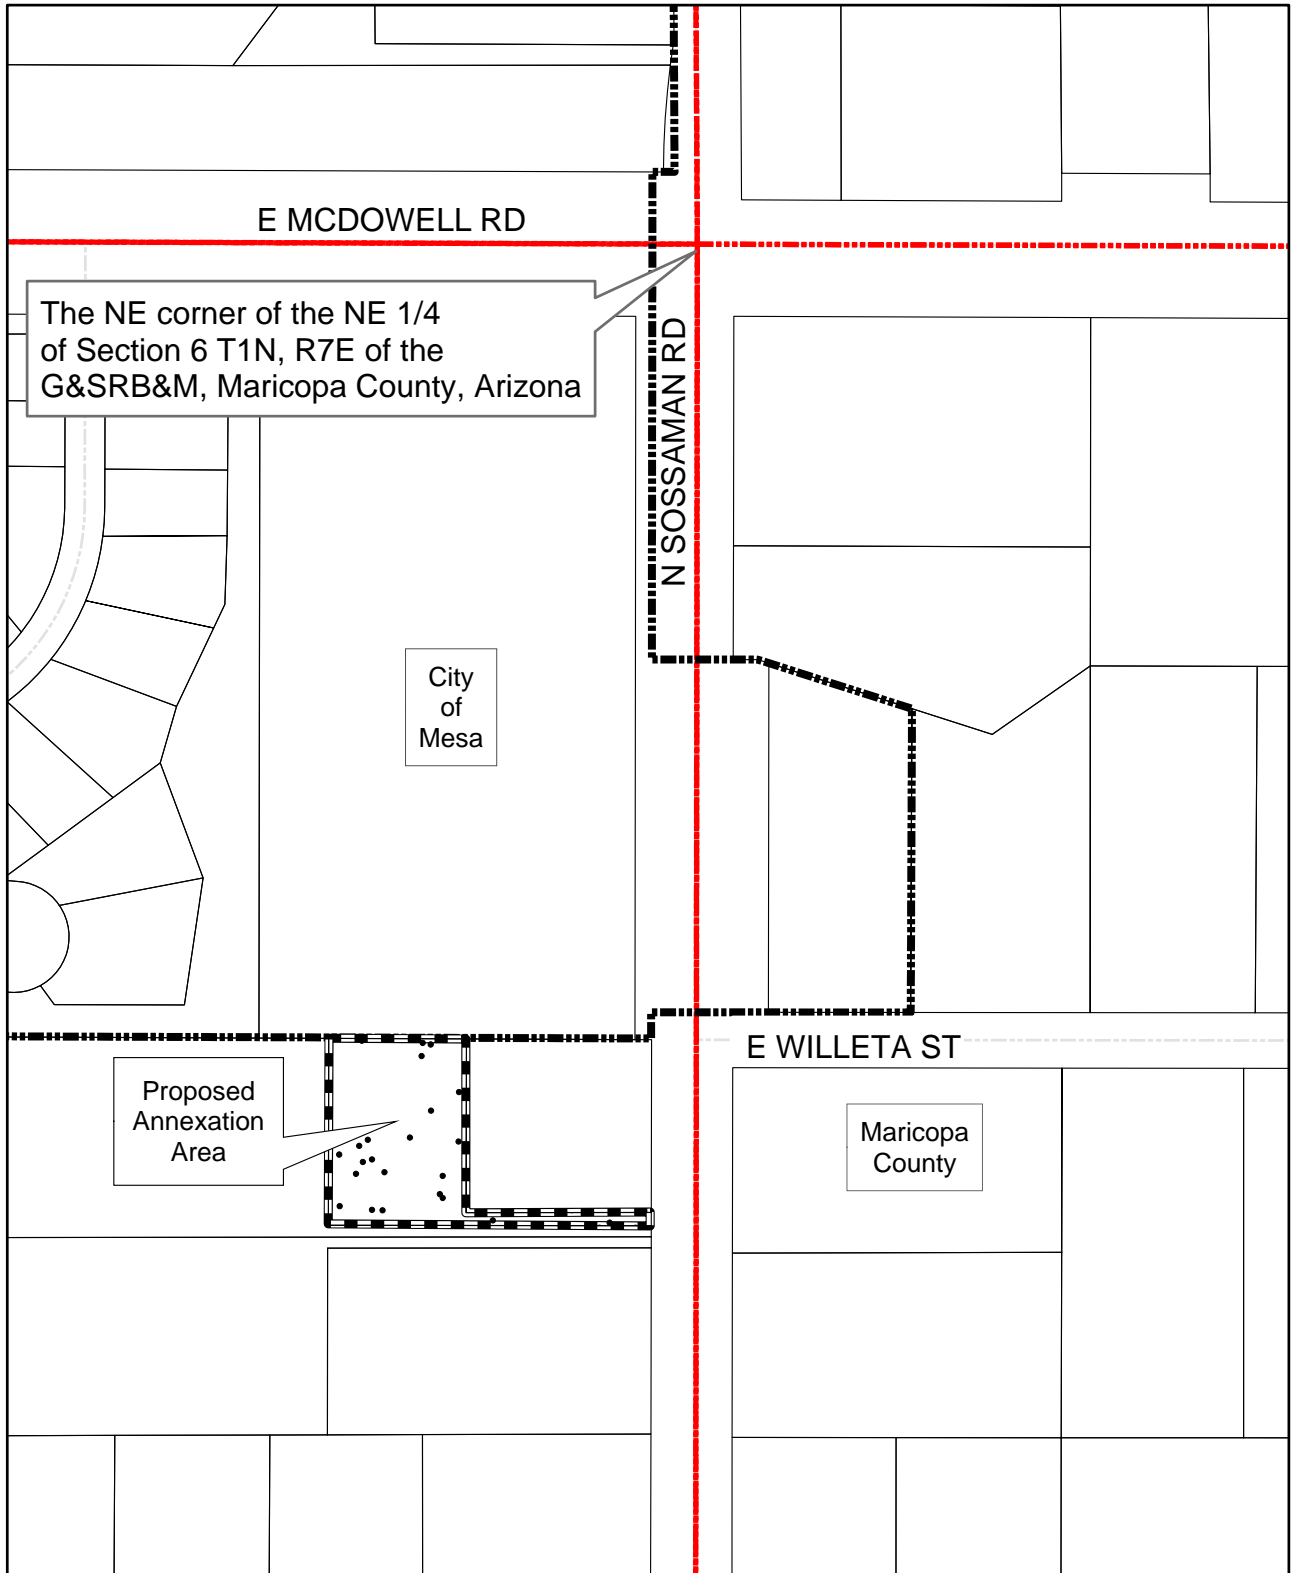 E MCDOWELL RD
The NE corner of the NE 1/4
of Section 6 T1N, R7E of the
G&SRB&M, Maricopa County, Arizona
N SOSSAMAN RD
City
of
Mesa
E WILLETA ST
Proposed
Annexation
Area
Maricopa
County